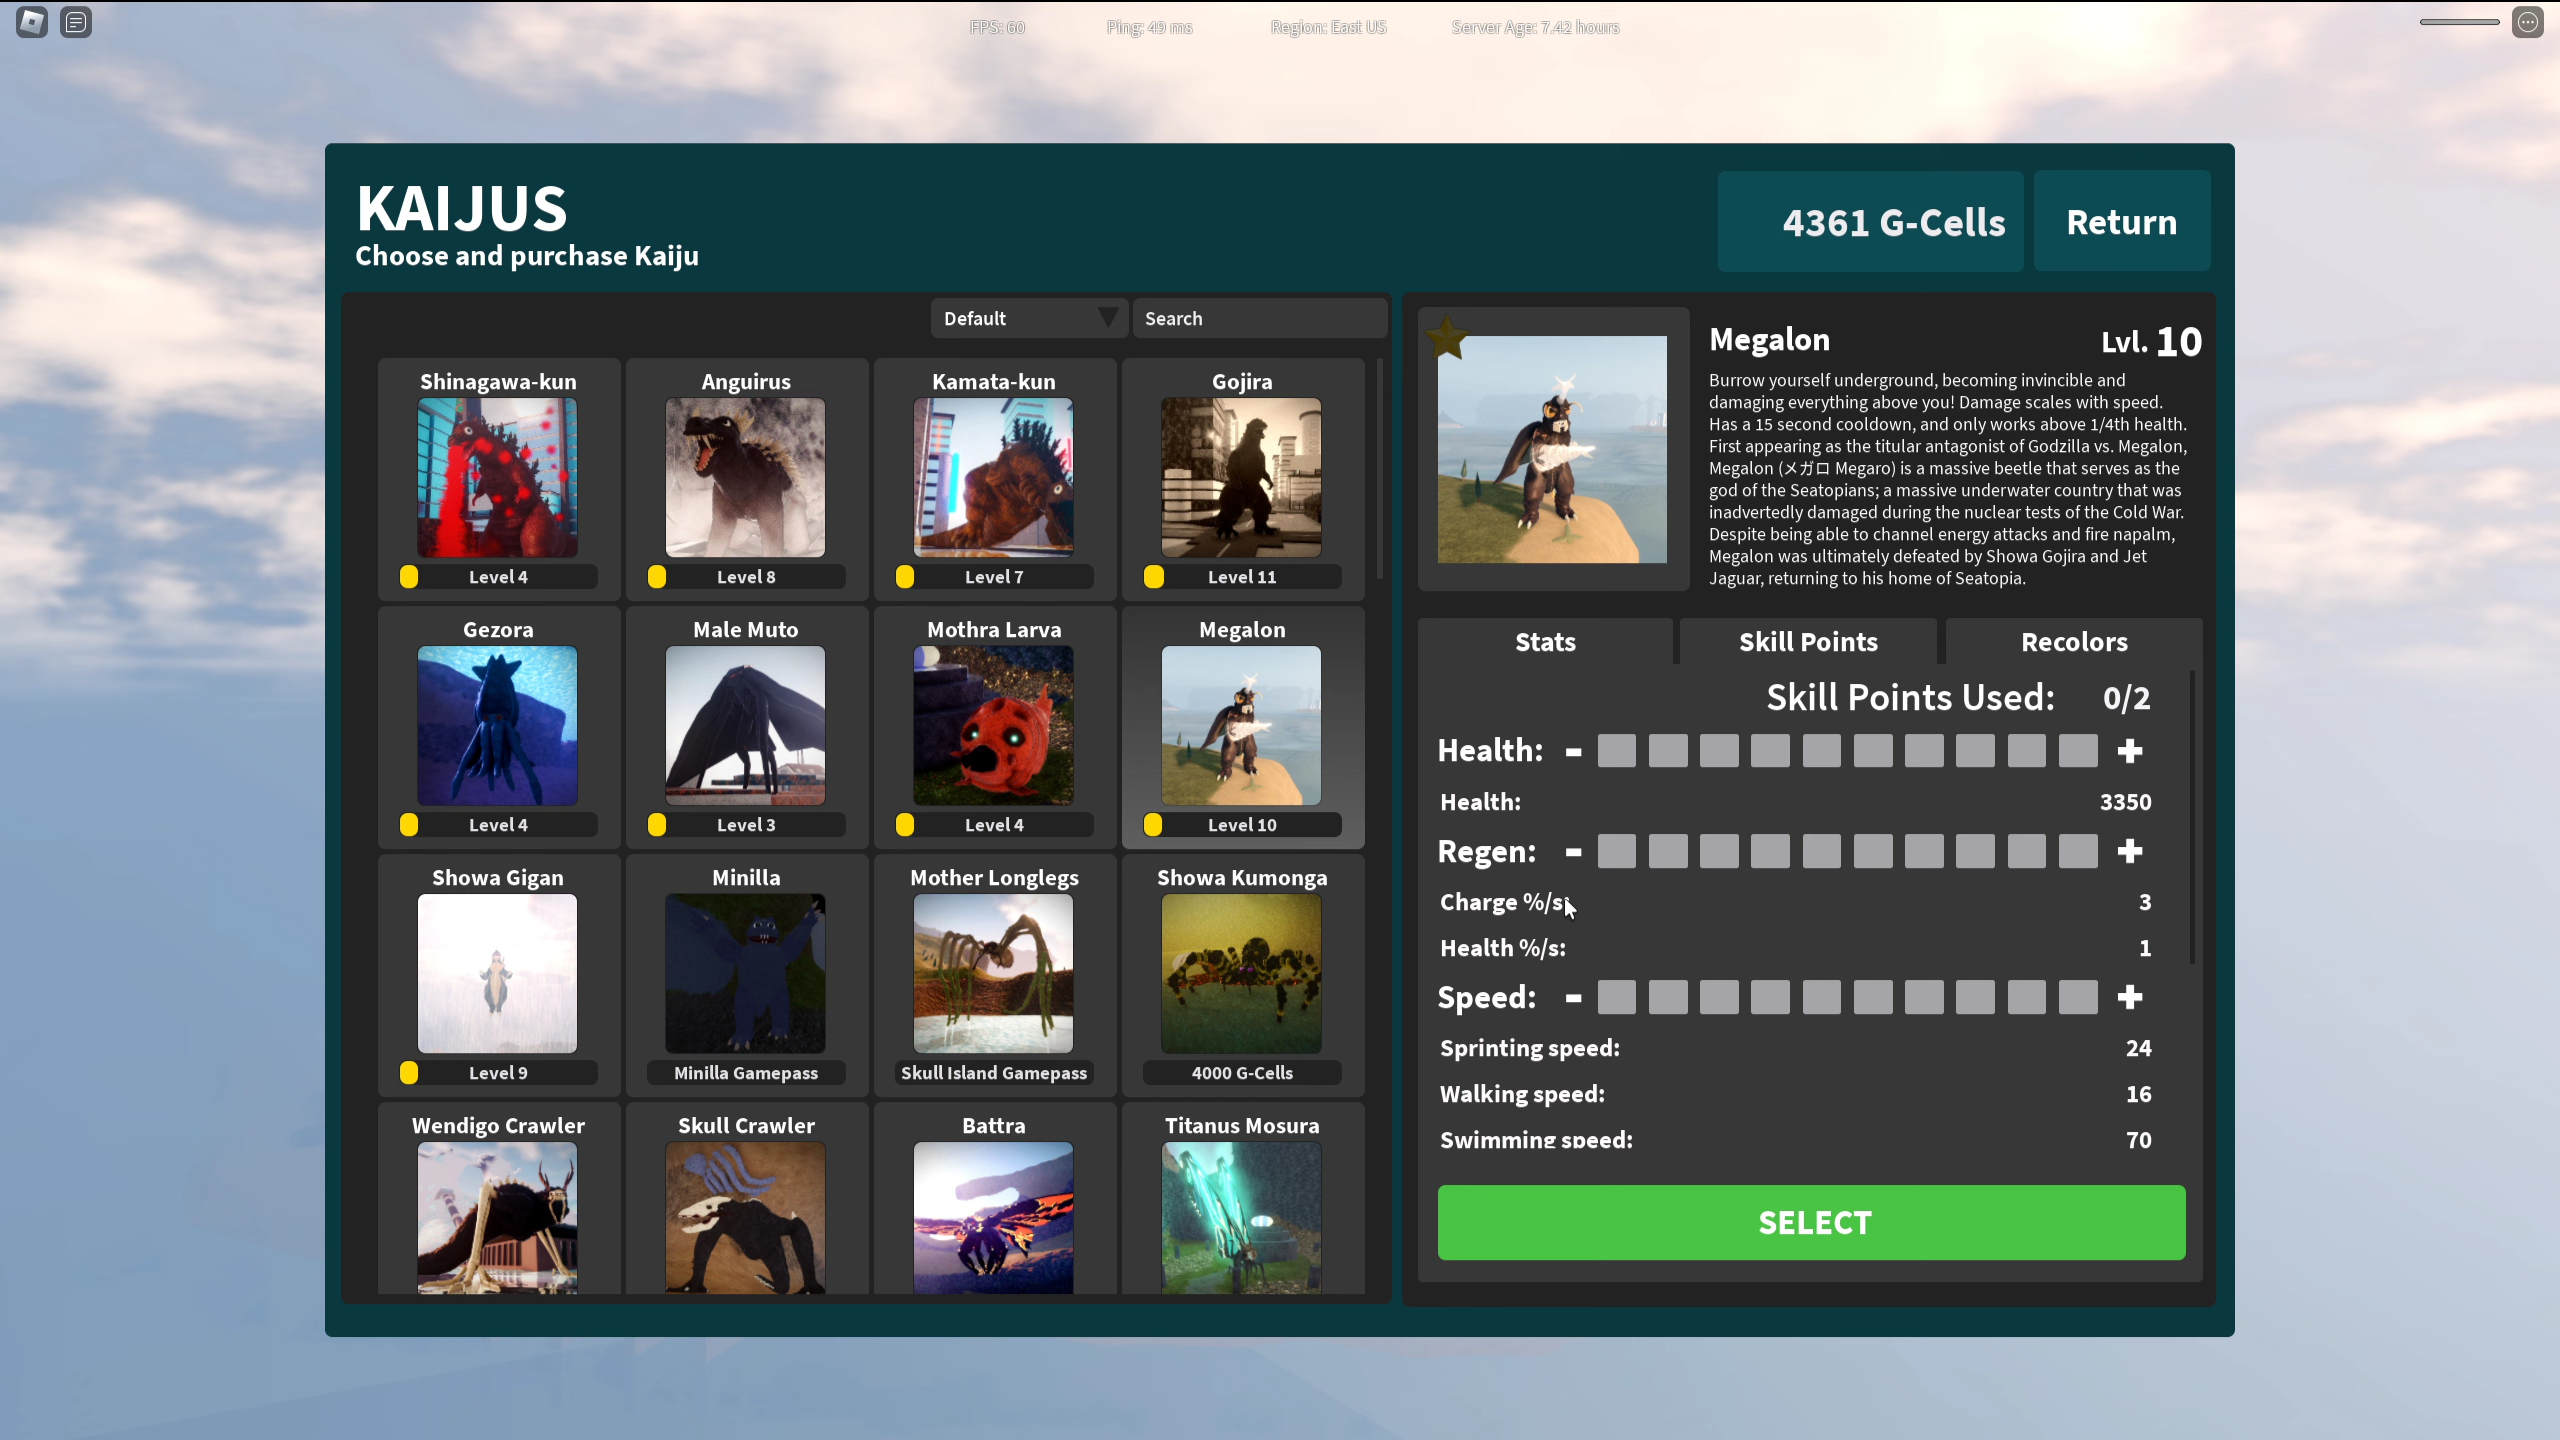 FPS: 60
Ping: 49 ms
Region: East US
Server Age: 7.42 hours
KAIJUS
Choose and purchase Kaiju
4361 G-Cells
Return
Default
Search
Shinagawa-kun
Anguirus
Kamata-kun
Gojira
Level 4
Level 8
Level 7
Level 11
Gezora
Male Muto
Mothra Larva
Megalon
Level 4
Level 3
Level 4
Level 10
Showa Gigan
Minilla
Mother Longlegs
Showa Kumonga
Level 9
Minilla Gamepass
Skull Island Gamepass
4000 G-Cells
Wendigo Crawler
Skull Crawler
Battra
Titanus Mosura
Megalon
Lvl. 10
Burrow yourself underground, becoming invincible and
damaging everything above you! Damage scales with speed.
Has a 15 second cooldown, and only works above 1/4th health.
First appearing as the titular antagonist of Godzilla vs. Megalon,
Megalon (メガロ Megaro) is a massive beetle that serves as the
god of the Seatopians; a massive underwater country that was
inadvertedly damaged during the nuclear tests of the Cold War.
Despite being able to channel energy attacks and fire napalm,
Megalon was ultimately defeated by Showa Gojira and Jet
Jaguar, returning to his home of Seatopia.
Stats
Skill Points
Recolors
Skill Points Used: 0/2
Health: - +
Health: 3350
Regen: - +
Charge %/s: 3
Health %/s: 1
Speed: - +
Sprinting speed: 24
Walking speed: 16
Swimming speed: 70
SELECT